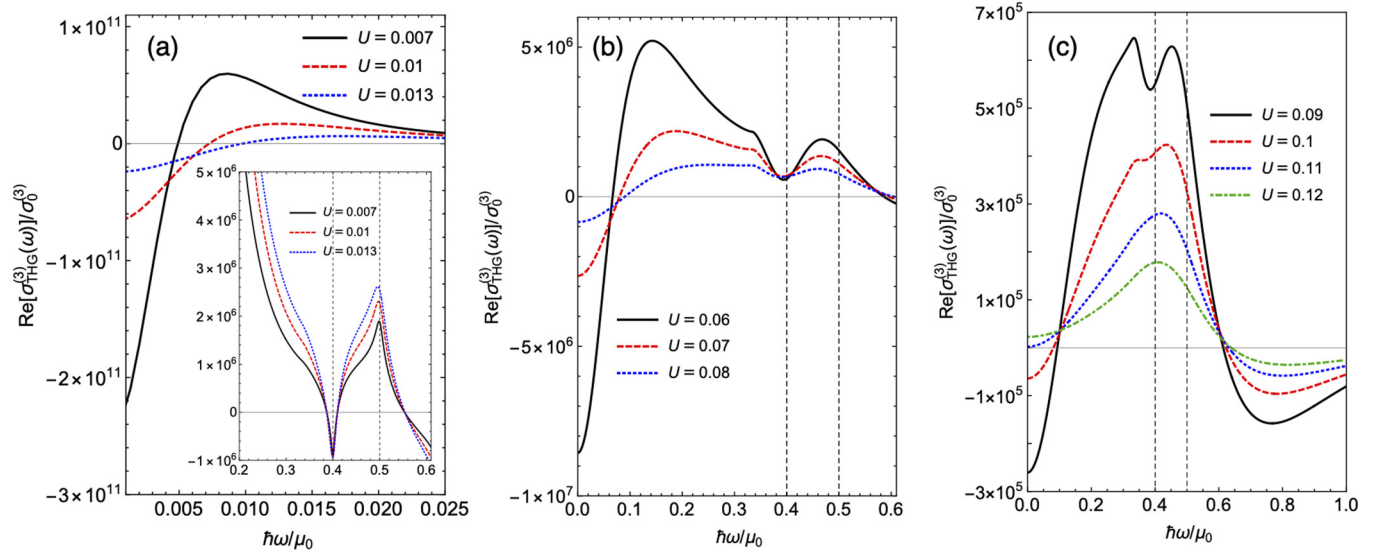 (a)
U = 0.007
U = 0.01
U = 0.013
1×10¹¹
0
−1×10¹¹
−2×10¹¹
−3×10¹¹
Re[σ_THG^(3)(ω)]/σ_0^(3)
0.005 0.010 0.015 0.020 0.025
ħω/μ₀
U = 0.007
U = 0.01
U = 0.013
5×10⁶
4×10⁶
3×10⁶
2×10⁶
1×10⁶
0
−1×10⁶
0.2 0.3 0.4 0.5 0.6
(b)
5×10⁶
0
−5×10⁶
−1×10⁷
Re[σ_THG^(3)(ω)]/σ_0^(3)
U = 0.06
U = 0.07
U = 0.08
0.0 0.1 0.2 0.3 0.4 0.5 0.6
ħω/μ₀
(c)
7×10⁵
5×10⁵
3×10⁵
1×10⁵
−1×10⁵
−3×10⁵
Re[σ_THG^(3)(ω)]/σ_0^(3)
U = 0.09
U = 0.1
U = 0.11
U = 0.12
0.0 0.2 0.4 0.6 0.8 1.0
ħω/μ₀